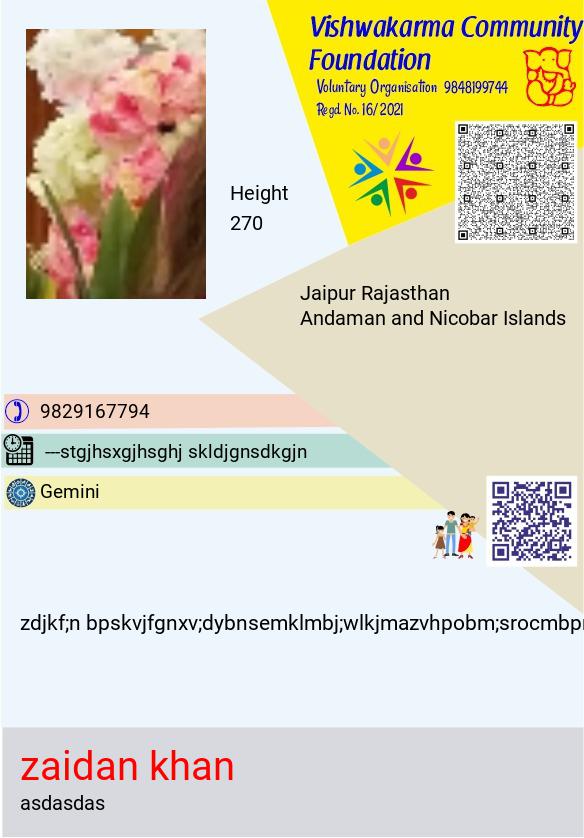 Vishwakarma Community
Foundation
Voluntary Organisation 9848199744
Regd. No. 16/2021
Height
270
Jaipur Rajasthan
Andaman and Nicobar Islands
9829167794
---stgjhsxgjhsghj skldjgnsdkgjn
Gemini
zdjkf;n bpskvjfgnxv;dybnsemklmbj;wlkjmazvhpobm;srocmbp
zaidan khan
asdasdas